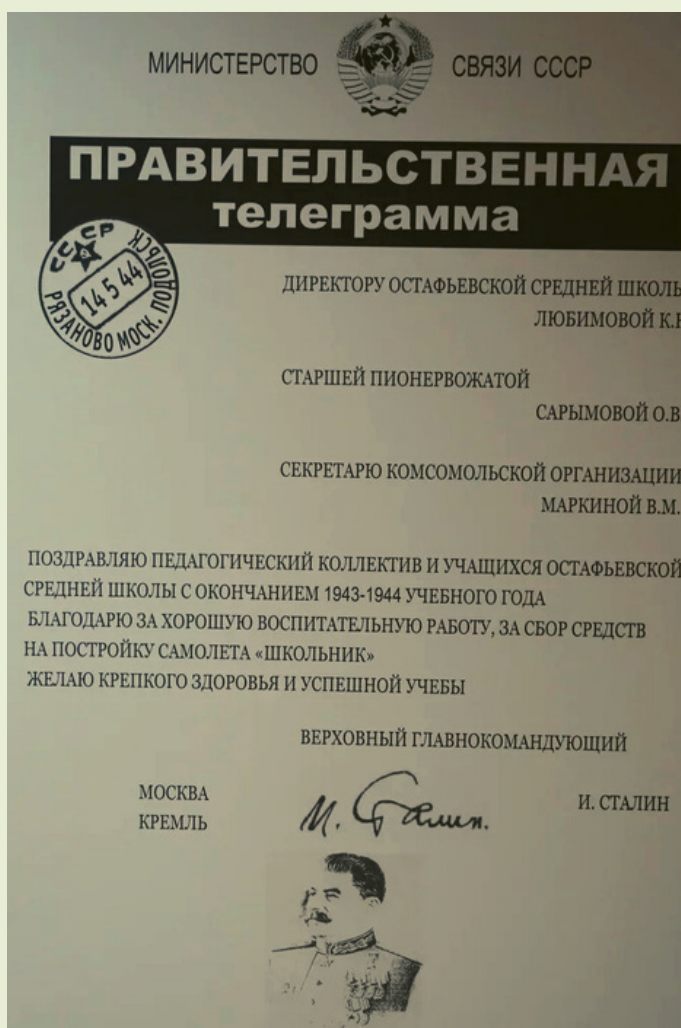 МИНИСТЕРСТВО СВЯЗИ СССР
ПРАВИТЕЛЬСТВЕННАЯ
телеграмма
СССР
14 5 44
РЯЗАНОВО МОСК. ПОДОЛЬСК
ДИРЕКТОРУ ОСТАФЬЕВСКОЙ СРЕДНЕЙ ШКОЛЫ
ЛЮБИМОВОЙ К.
СТАРШЕЙ ПИОНЕРВОЖАТОЙ
САРЫМОВОЙ О.В
СЕКРЕТАРЮ КОМСОМОЛЬСКОЙ ОРГАНИЗАЦИИ
МАРКИНОЙ В.М.
ПОЗДРАВЛЯЮ ПЕДАГОГИЧЕСКИЙ КОЛЛЕКТИВ И УЧАЩИХСЯ ОСТАФЬЕВСКОЙ
СРЕДНЕЙ ШКОЛЫ С ОКОНЧАНИЕМ 1943-1944 УЧЕБНОГО ГОДА
БЛАГОДАРЮ ЗА ХОРОШУЮ ВОСПИТАТЕЛЬНУЮ РАБОТУ, ЗА СБОР СРЕДСТВ
НА ПОСТРОЙКУ САМОЛЕТА «ШКОЛЬНИК»
ЖЕЛАЮ КРЕПКОГО ЗДОРОВЬЯ И УСПЕШНОЙ УЧЕБЫ
ВЕРХОВНЫЙ ГЛАВНОКОМАНДУЮЩИЙ
МОСКВА
КРЕМЛЬ
И. Сталин.
И. СТАЛИН